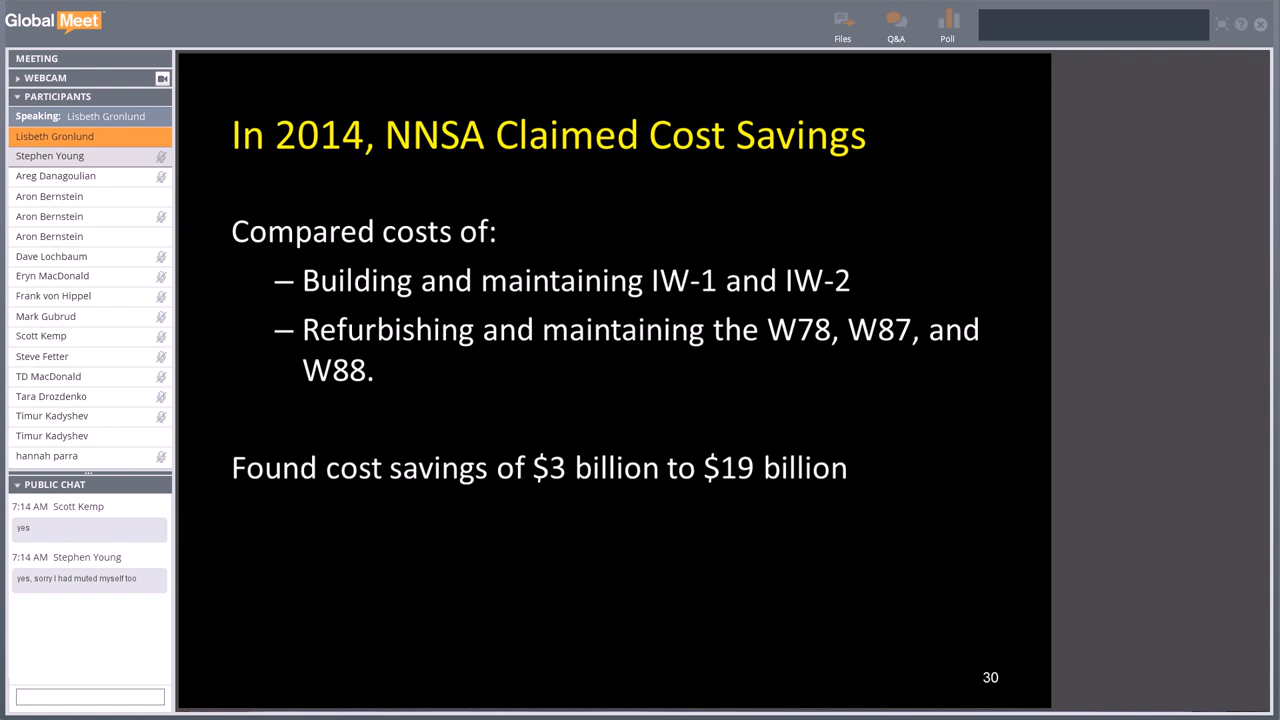 Global Meet
Files
Q&A
Poll
MEETING
WEBCAM
PARTICIPANTS
Speaking: Lisbeth Gronlund
Lisbeth Gronlund
Stephen Young
Areg Danagoulian
Aron Bernstein
Aron Bernstein
Aron Bernstein
Dave Lochbaum
Eryn MacDonald
Frank von Hippel
Mark Gubrud
Scott Kemp
Steve Fetter
TD MacDonald
Tara Drozdenko
Timur Kadyshev
Timur Kadyshev
hannah parra
PUBLIC CHAT
7:14 AM Scott Kemp
yes
7:14 AM Stephen Young
yes, sorry I had muted myself too
In 2014, NNSA Claimed Cost Savings
Compared costs of:
– Building and maintaining IW-1 and IW-2
– Refurbishing and maintaining the W78, W87, and
W88.
Found cost savings of $3 billion to $19 billion
30